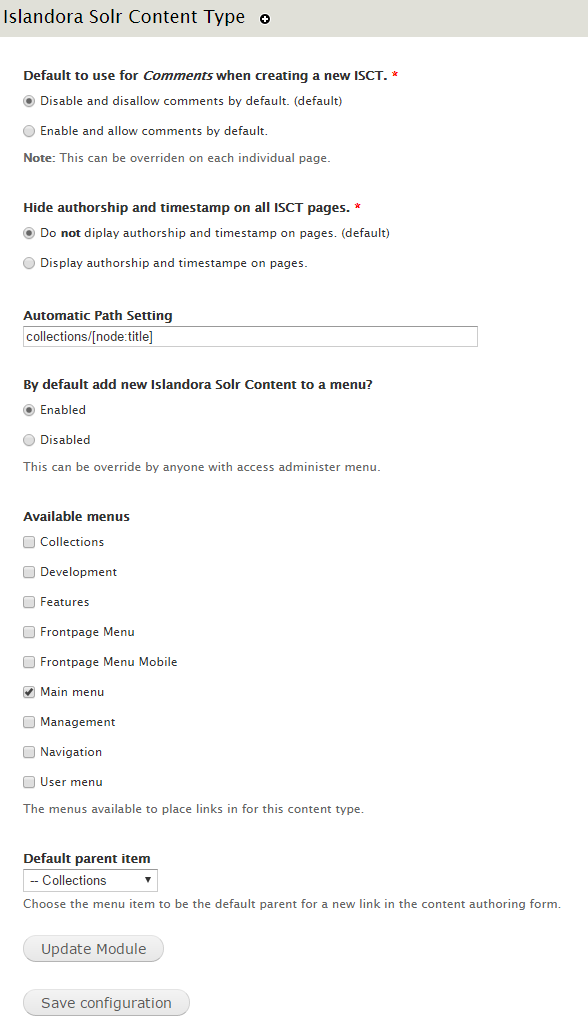 Islandora Solr Content Type
Default to use for Comments when creating a new ISCT. *
Disable and disallow comments by default. (default)
Enable and allow comments by default.
Note: This can be overriden on each individual page.
Hide authorship and timestamp on all ISCT pages. *
Do not diplay authorship and timestamp on pages. (default)
Display authorship and timestampe on pages.
Automatic Path Setting
collections/[node:title]
By default add new Islandora Solr Content to a menu?
Enabled
Disabled
This can be override by anyone with access administer menu.
Available menus
Collections
Development
Features
Frontpage Menu
Frontpage Menu Mobile
Main menu
Management
Navigation
User menu
The menus available to place links in for this content type.
Default parent item
-- Collections
Choose the menu item to be the default parent for a new link in the content authoring form.
Update Module
Save configuration